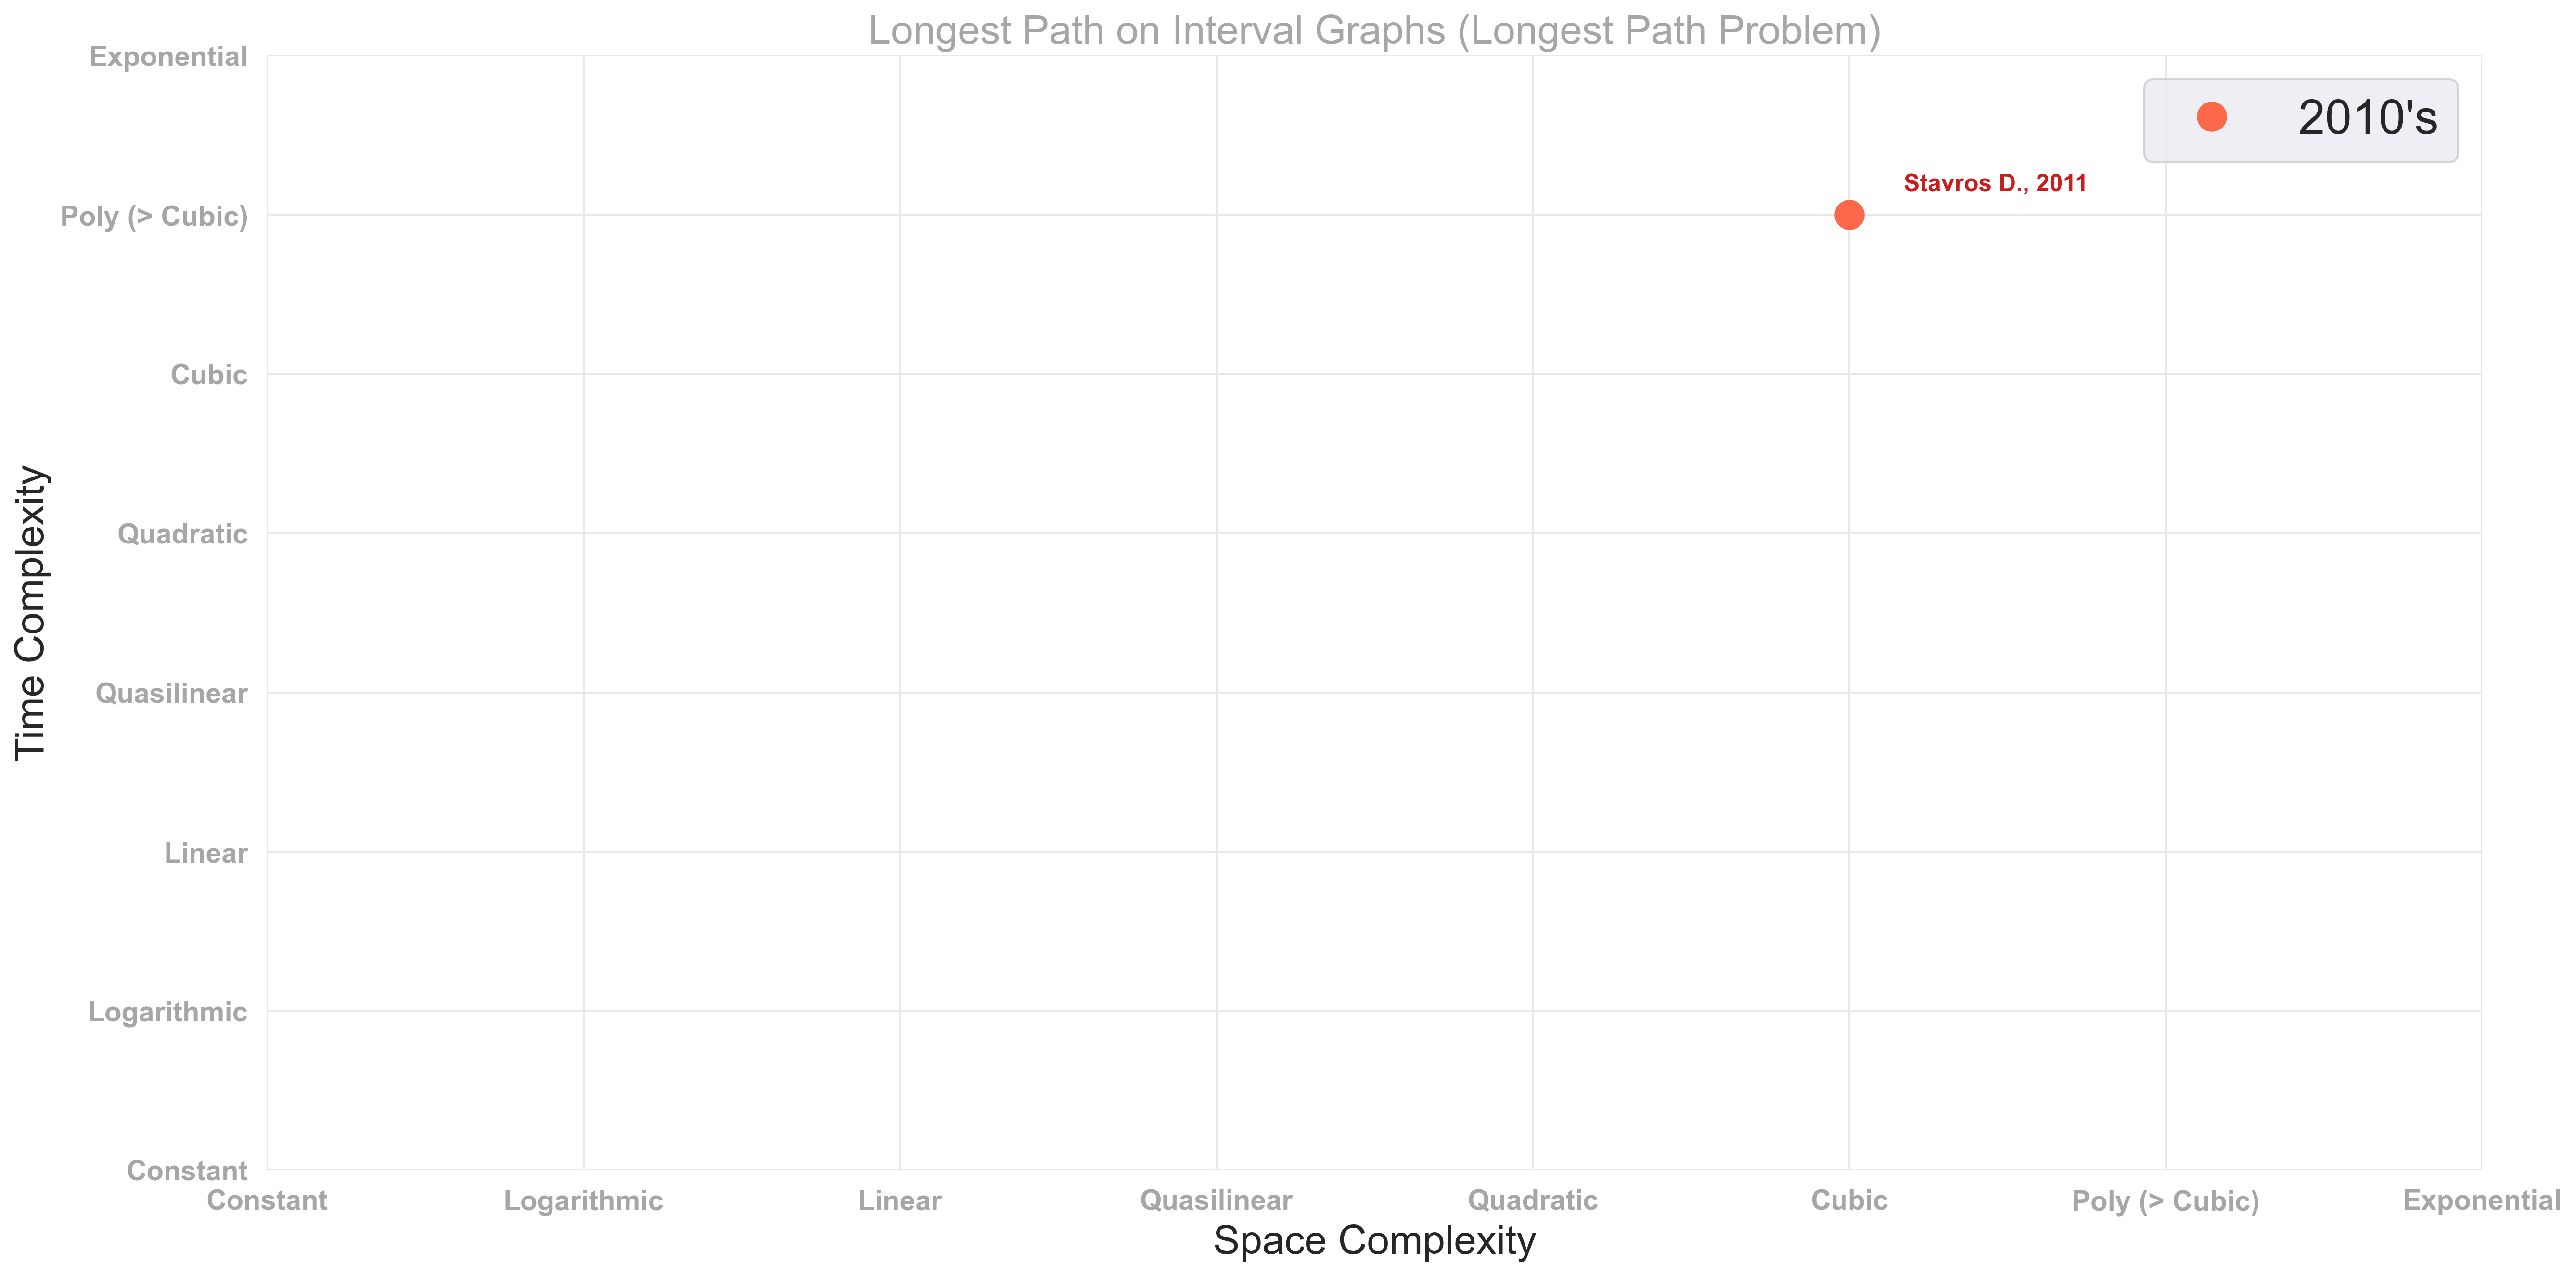 Longest Path on Interval Graphs (Longest Path Problem)
2010's
Stavros D., 2011
Time Complexity
Exponential
Poly (> Cubic)
Cubic
Quadratic
Quasilinear
Linear
Logarithmic
Constant
Constant
Logarithmic
Linear
Quasilinear
Quadratic
Cubic
Poly (> Cubic)
Exponential
Space Complexity